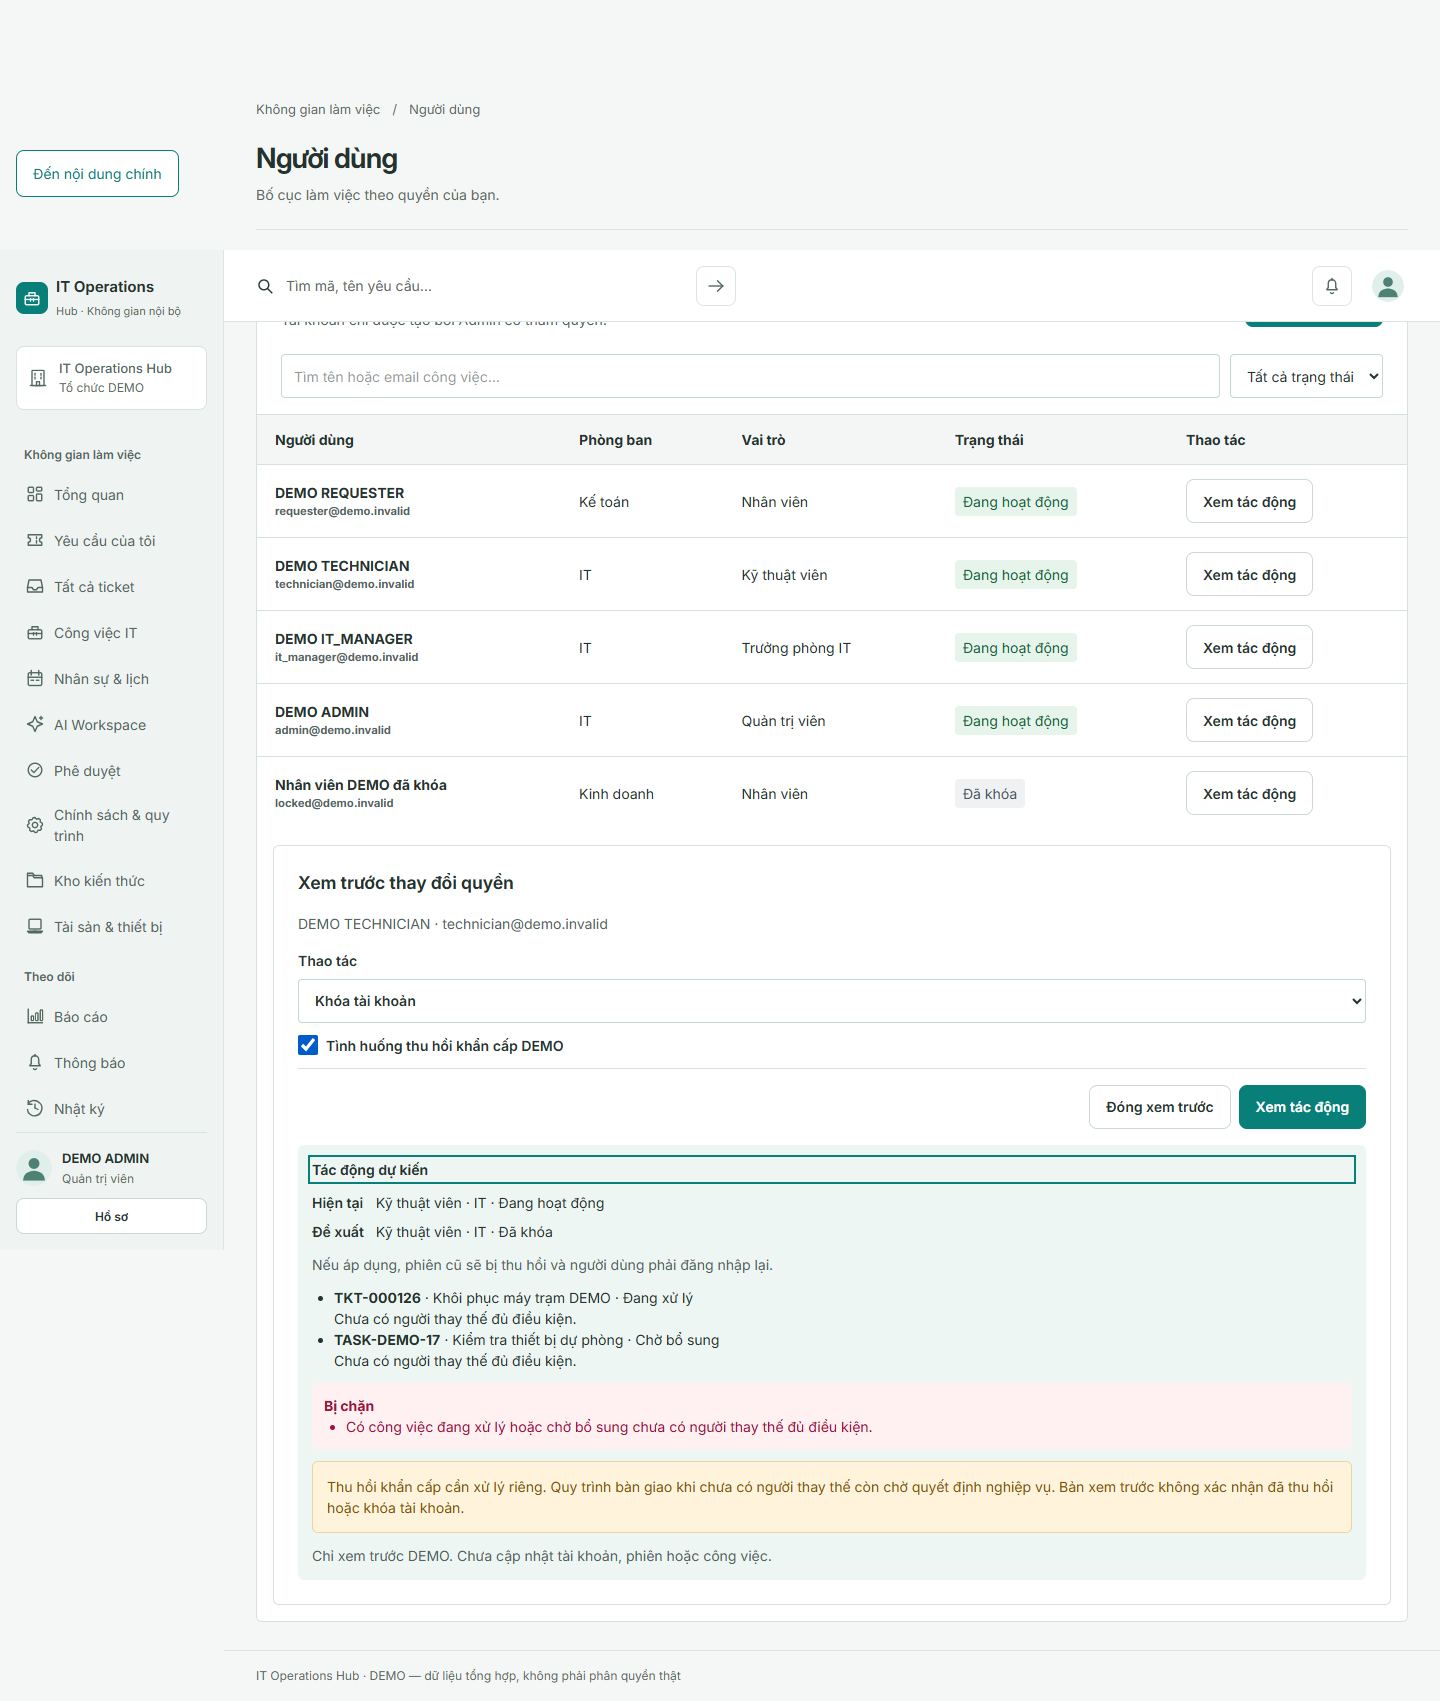 Không gian làm việc / Người dùng
Người dùng
Đến nội dung chính
Bố cục làm việc theo quyền của bạn.
IT Operations
Hub · Không gian nội bộ
Tìm mã, tên yêu cầu...
Tài khoản chỉ được tạo bởi Admin có thẩm quyền.
IT Operations Hub
Tổ chức DEMO
Tìm tên hoặc email công việc...
Tất cả trạng thái
Không gian làm việc
Tổng quan
Yêu cầu của tôi
Tất cả ticket
Công việc IT
Nhân sự & lịch
AI Workspace
Phê duyệt
Chính sách & quy
trình
Kho kiến thức
Tài sản & thiết bị
Theo dõi
Báo cáo
Thông báo
Nhật ký
DEMO ADMIN
Quản trị viên
Hồ sơ
Người dùng Phòng ban Vai trò Trạng thái Thao tác
DEMO REQUESTER
requester@demo.invalid
Kế toán Nhân viên Đang hoạt động Xem tác động
DEMO TECHNICIAN
technician@demo.invalid
IT Kỹ thuật viên Đang hoạt động Xem tác động
DEMO IT_MANAGER
it_manager@demo.invalid
IT Trưởng phòng IT Đang hoạt động Xem tác động
DEMO ADMIN
admin@demo.invalid
IT Quản trị viên Đang hoạt động Xem tác động
Nhân viên DEMO đã khóa
locked@demo.invalid
Kinh doanh Nhân viên Đã khóa Xem tác động
Xem trước thay đổi quyền
DEMO TECHNICIAN · technician@demo.invalid
Thao tác
Khóa tài khoản
Tình huống thu hồi khẩn cấp DEMO
Đóng xem trước Xem tác động
Tác động dự kiến
Hiện tại Kỹ thuật viên · IT · Đang hoạt động
Đề xuất Kỹ thuật viên · IT · Đã khóa
Nếu áp dụng, phiên cũ sẽ bị thu hồi và người dùng phải đăng nhập lại.
TKT-000126 · Khôi phục máy trạm DEMO · Đang xử lý
Chưa có người thay thế đủ điều kiện.
TASK-DEMO-17 · Kiểm tra thiết bị dự phòng · Chờ bổ sung
Chưa có người thay thế đủ điều kiện.
Bị chặn
Có công việc đang xử lý hoặc chờ bổ sung chưa có người thay thế đủ điều kiện.
Thu hồi khẩn cấp cần xử lý riêng. Quy trình bàn giao khi chưa có người thay thế còn chờ quyết định nghiệp vụ. Bản xem trước không xác nhận đã thu hồi
hoặc khóa tài khoản.
Chỉ xem trước DEMO. Chưa cập nhật tài khoản, phiên hoặc công việc.
IT Operations Hub · DEMO — dữ liệu tổng hợp, không phải phân quyền thật